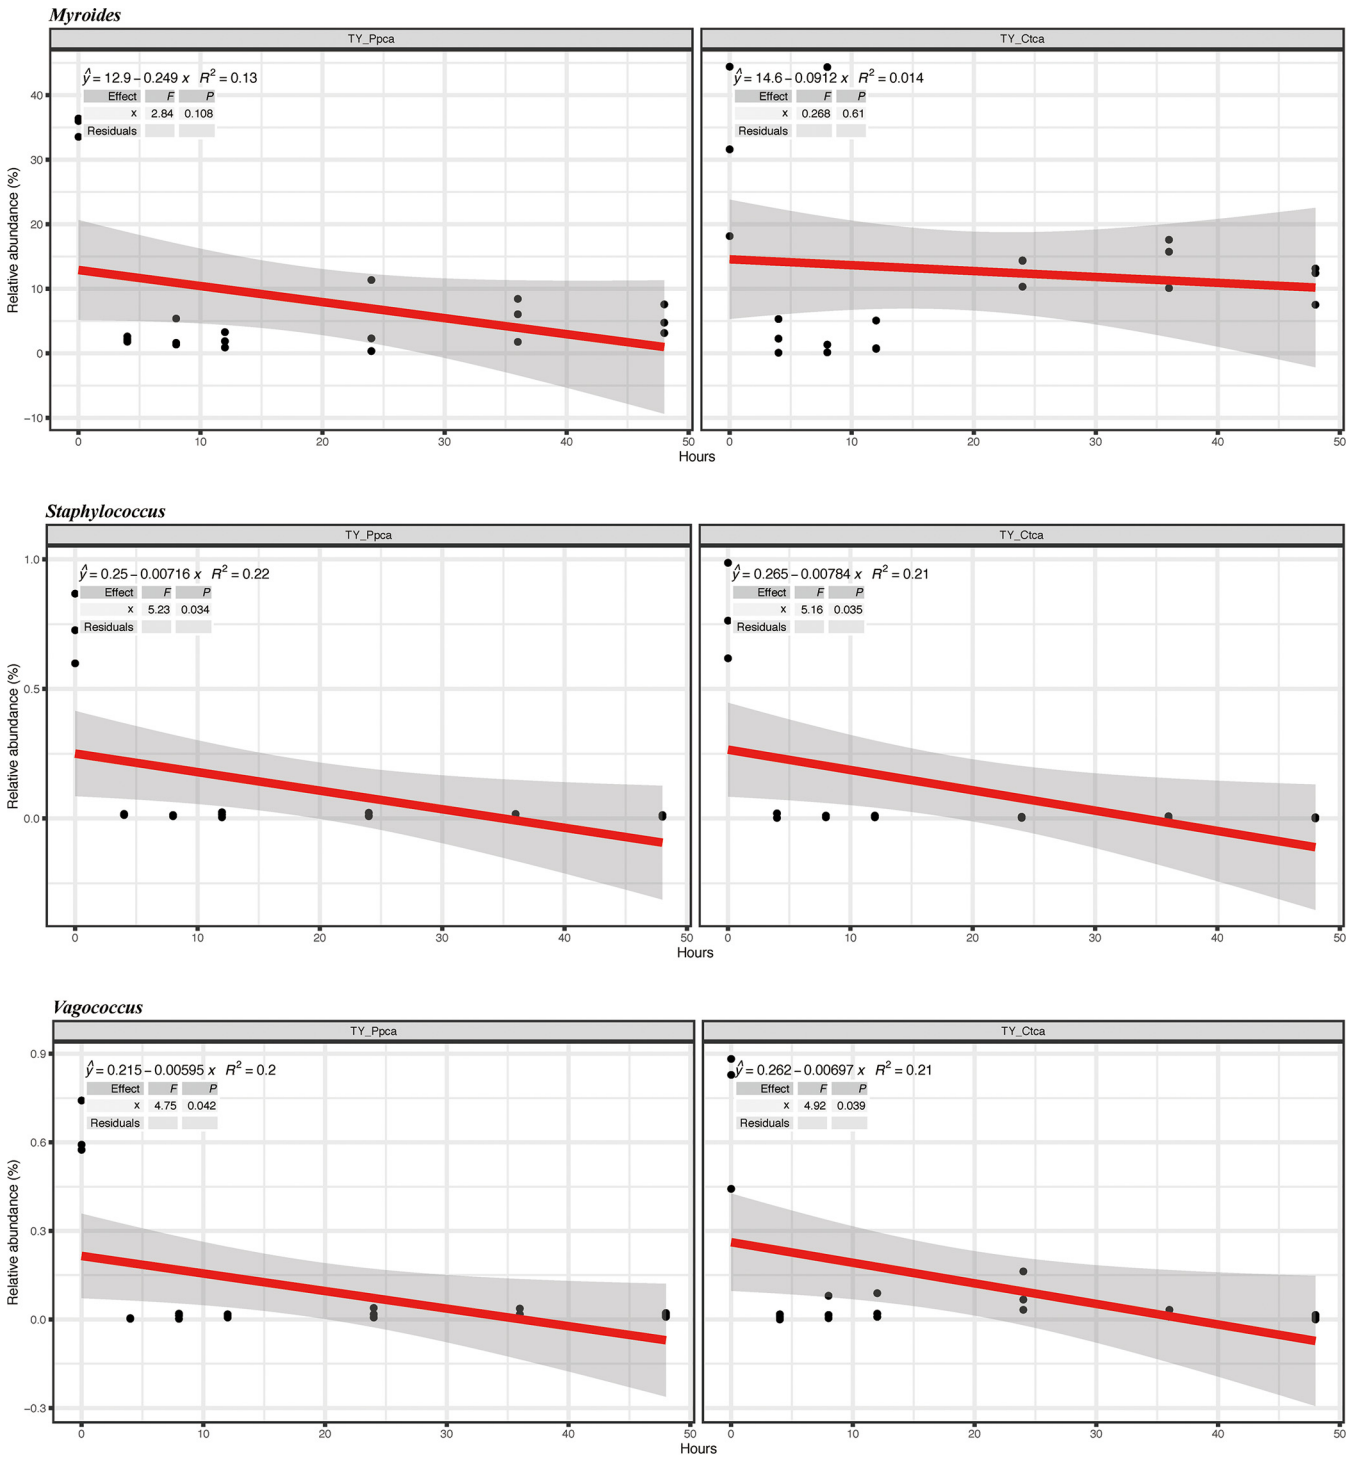 Myroides
TY_Ppca
TY_Ctca
ŷ = 12.9 – 0.249 x R² = 0.13
Effect F P
x 2.84 0.108
Residuals
ŷ = 14.6 – 0.0912 x R² = 0.014
Effect F P
x 0.268 0.61
Residuals
Relative abundance (%)
40
30
20
10
0
−10
0 10 20 30 40 50
0 10 20 30 40 50
Hours
Staphylococcus
TY_Ppca
TY_Ctca
ŷ = 0.25 – 0.00716 x R² = 0.22
Effect F P
x 5.23 0.034
Residuals
ŷ = 0.265 – 0.00784 x R² = 0.21
Effect F P
x 5.16 0.035
Residuals
Relative abundance (%)
1.0
0.5
0.0
0 10 20 30 40 50
0 10 20 30 40 50
Hours
Vagococcus
TY_Ppca
TY_Ctca
ŷ = 0.215 – 0.00595 x R² = 0.2
Effect F P
x 4.75 0.042
Residuals
ŷ = 0.262 – 0.00697 x R² = 0.21
Effect F P
x 4.92 0.039
Residuals
Relative abundance (%)
0.9
0.6
0.3
0.0
−0.3
0 10 20 30 40 50
0 10 20 30 40 50
Hours